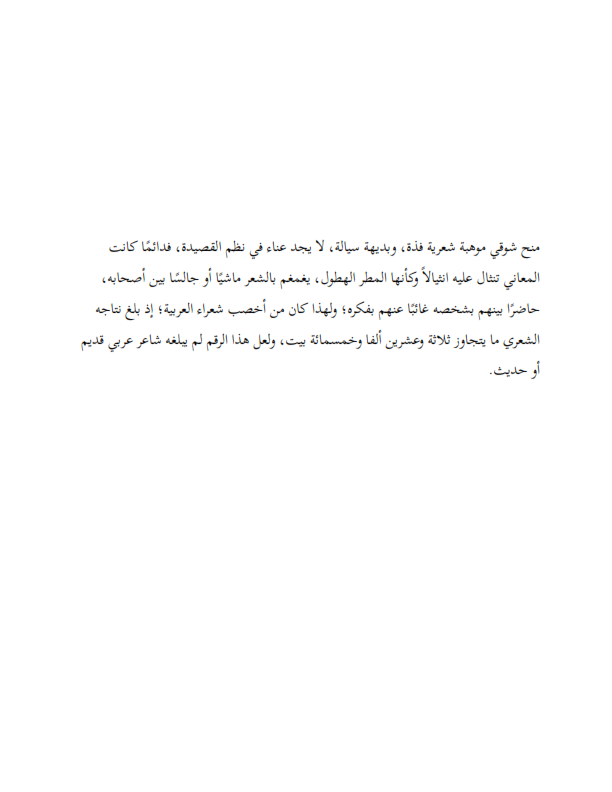 منح شوقي موهبة شعرية فذة، وبديهة سيالة، لا يجد عناء في نظم القصيدة، فدائمًا كانت
المعاني تنثال عليه انثيالاً وكأنها المطر الهطول، يغمغم بالشعر ماشيًا أو جالسًا بين أصحابه،
حاضرًا بينهم بشخصه غائبًا عنهم بفكره؛ ولهذا كان من أخصب شعراء العربية؛ إذ بلغ نتاجه
الشعري ما يتجاوز ثلاثة وعشرين ألفا وخمسمائة بيت، ولعل هذا الرقم لم يبلغه شاعر عربي قديم
أو حديث.